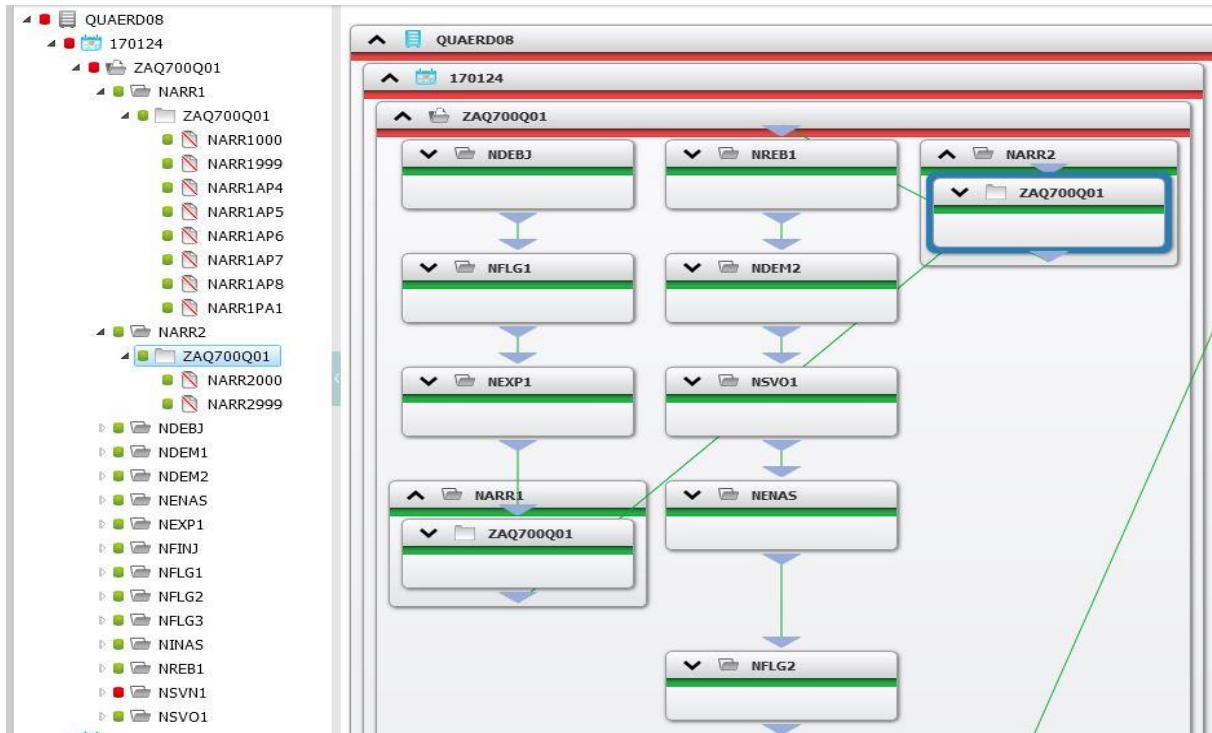 QUAERD08
170124
ZAQ700Q01
NARR1
ZAQ700Q01
NARR1000
NARR1999
NARR1AP4
NARR1AP5
NARR1AP6
NARR1AP7
NARR1AP8
NARR1PA1
NARR2
ZAQ700Q01
NARR2000
NARR2999
NDEBJ
NDEM1
NDEM2
NENAS
NEXP1
NFINJ
NFLG1
NFLG2
NFLG3
NINAS
NREB1
NSVN1
NSVO1
QUAERD08
170124
ZAQ700Q01
NDEBJ NREB1 NARR2
ZAQ700Q01
NFLG1 NDEM2
NEXP1 NSVO1
NARR1 NENAS
ZAQ700Q01
NFLG2